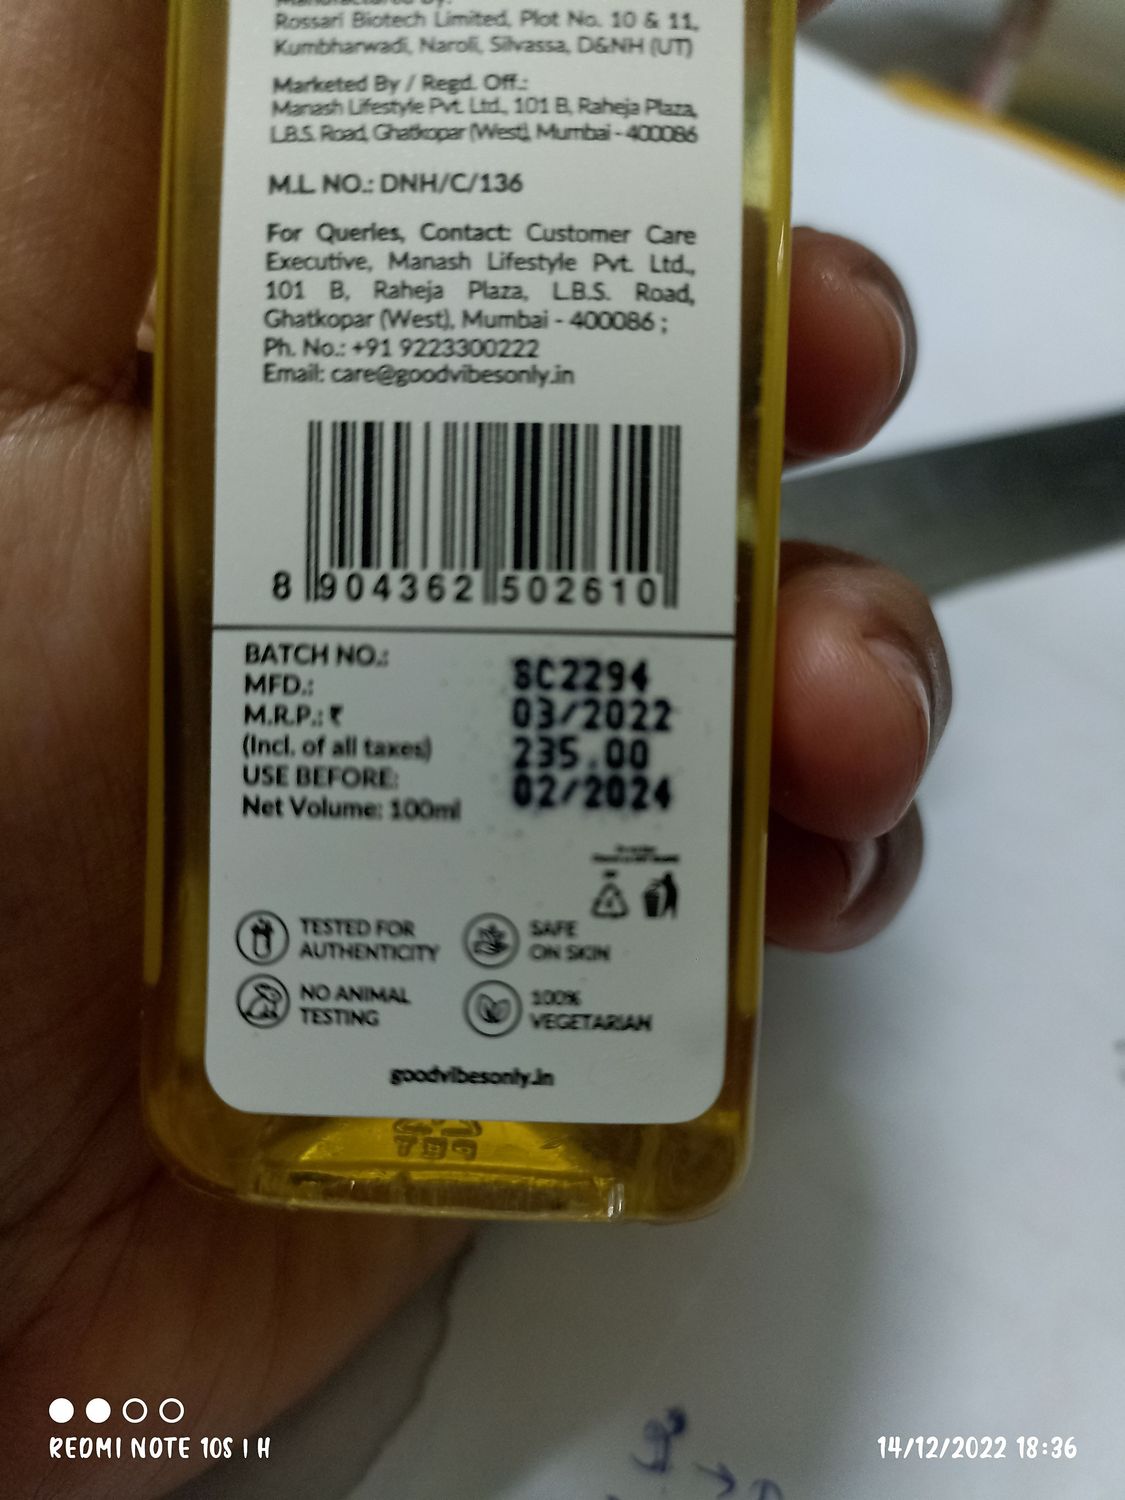 Manufactured By:
Rossari Biotech Limited, Plot No. 10 & 11,
Kumbharwadi, Naroli, Silvassa, D&NH (UT)
Marketed By / Regd. Off.:
Manash Lifestyle Pvt. Ltd., 101 B, Raheja Plaza,
L.B.S. Road, Ghatkopar (West), Mumbai - 400086
M.L. NO.: DNH/C/136
For Queries, Contact: Customer Care
Executive, Manash Lifestyle Pvt. Ltd.,
101 B, Raheja Plaza, L.B.S. Road,
Ghatkopar (West), Mumbai - 400086 ;
Ph. No.: +91 9223300222
Email: care@goodvibesonly.in
8 904362 502610
BATCH NO.: SC2294
MFD.: 03/2022
M.R.P.: ₹ 235.00
(Incl. of all taxes)
USE BEFORE: 02/2024
Net Volume: 100ml
TESTED FOR AUTHENTICITY
SAFE ON SKIN
NO ANIMAL TESTING
100% VEGETARIAN
goodvibesonly.in
REDMI NOTE 10S | H
14/12/2022 18:36